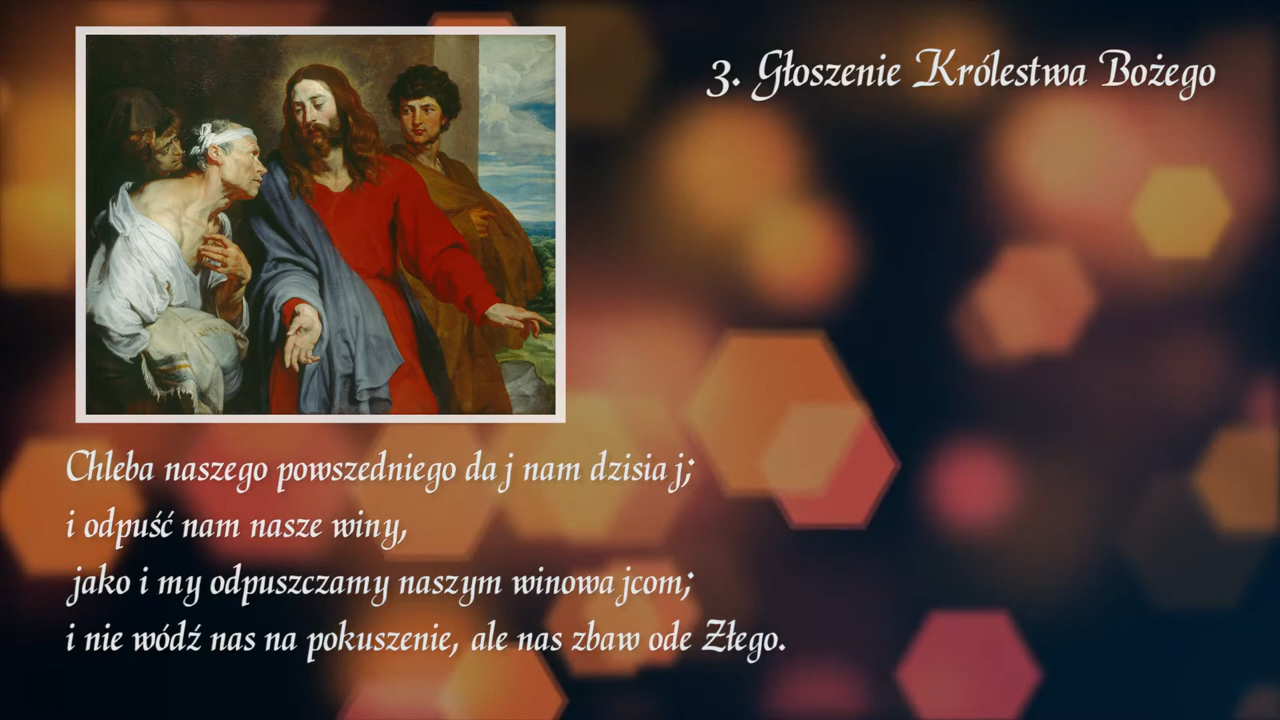 3. Głoszenie Królestwa Bożego
Chleba naszego powszedniego daj nam dzisiaj;
i odpuść nam nasze winy,
jako i my odpuszczamy naszym winowajcom;
i nie wódź nas na pokuszenie, ale nas zbaw ode Złego.